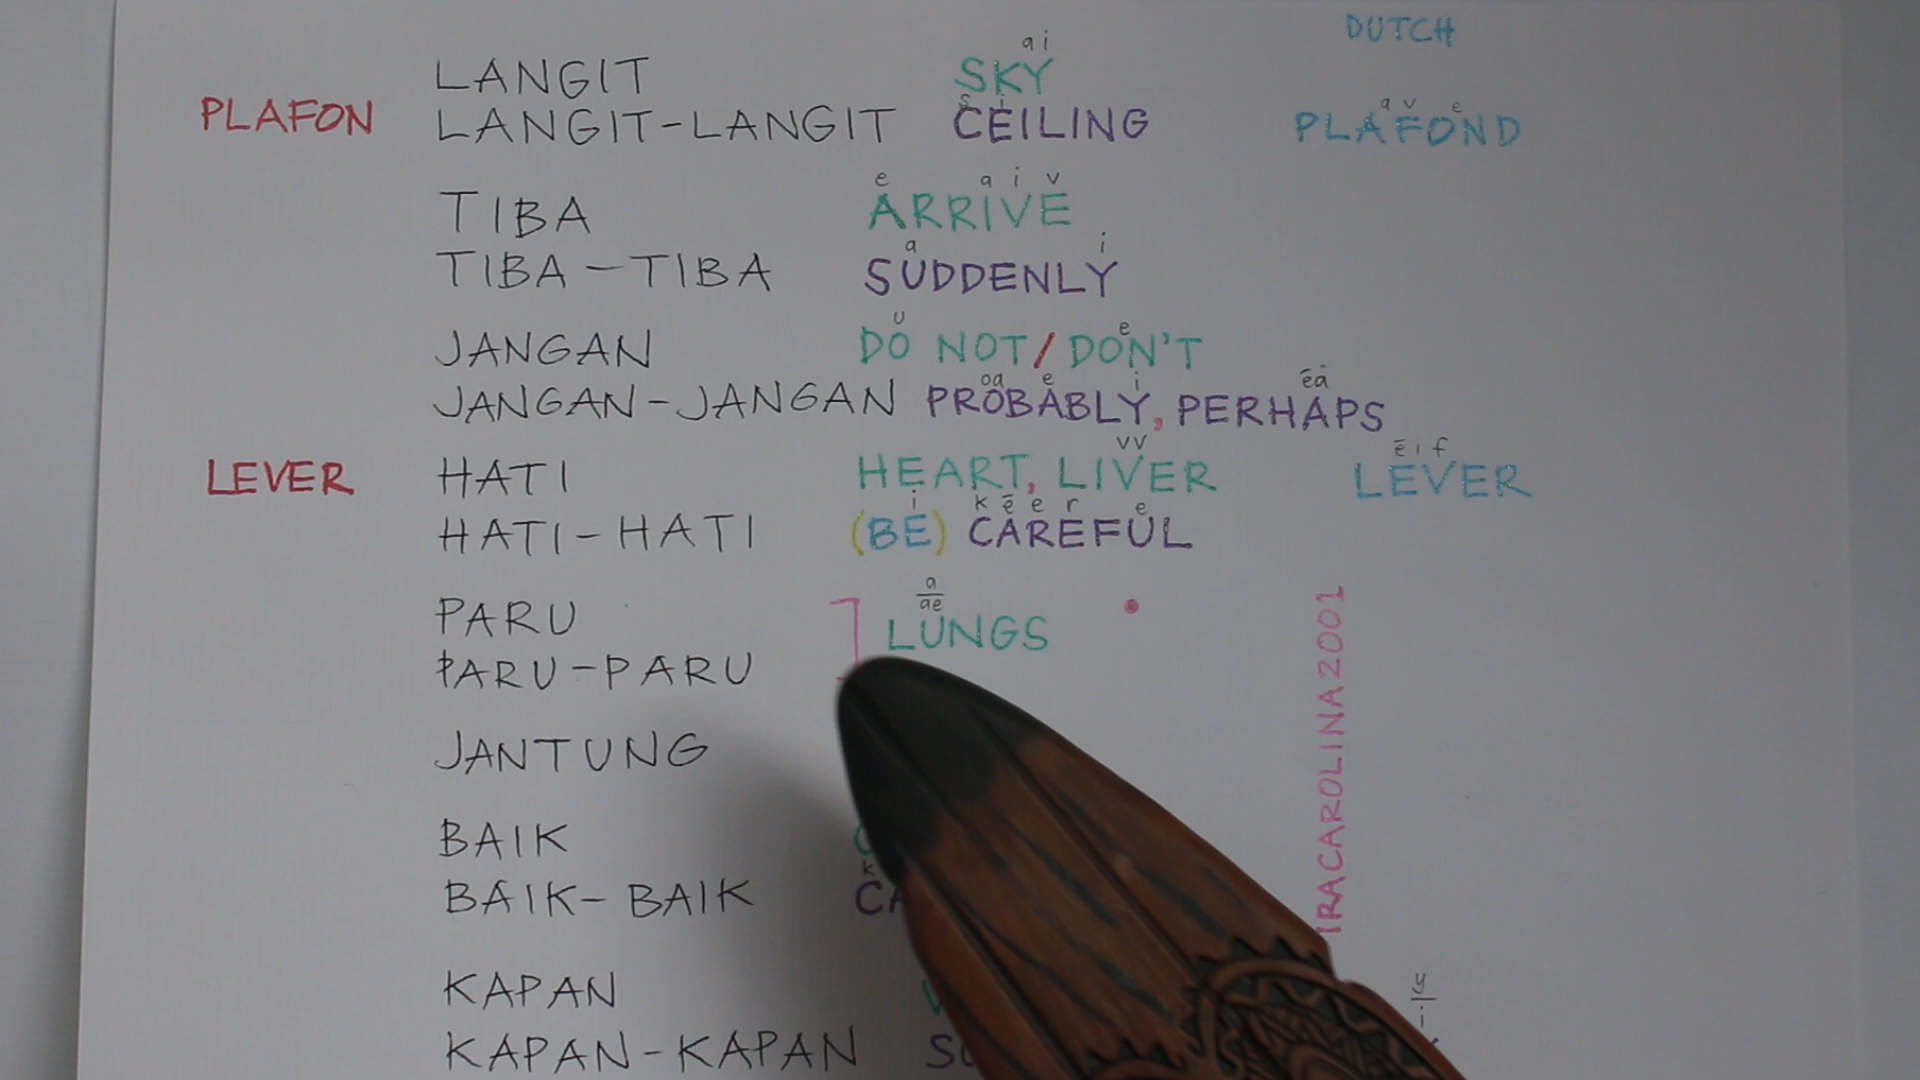 DUTCH
LANGIT SKY
PLAFON LANGIT-LANGIT CEILING PLAFOND
TIBA ARRIVE
TIBA-TIBA SUDDENLY
JANGAN DO NOT/DON'T
JANGAN-JANGAN PROBABLY, PERHAPS
LEVER HATI HEART, LIVER LEVER
HATI-HATI (BE) CAREFUL
PARU LUNGS
PARU-PARU
JANTUNG
BAIK
BAIK-BAIK
KAPAN
KAPAN-KAPAN
IRACAROLINA2001